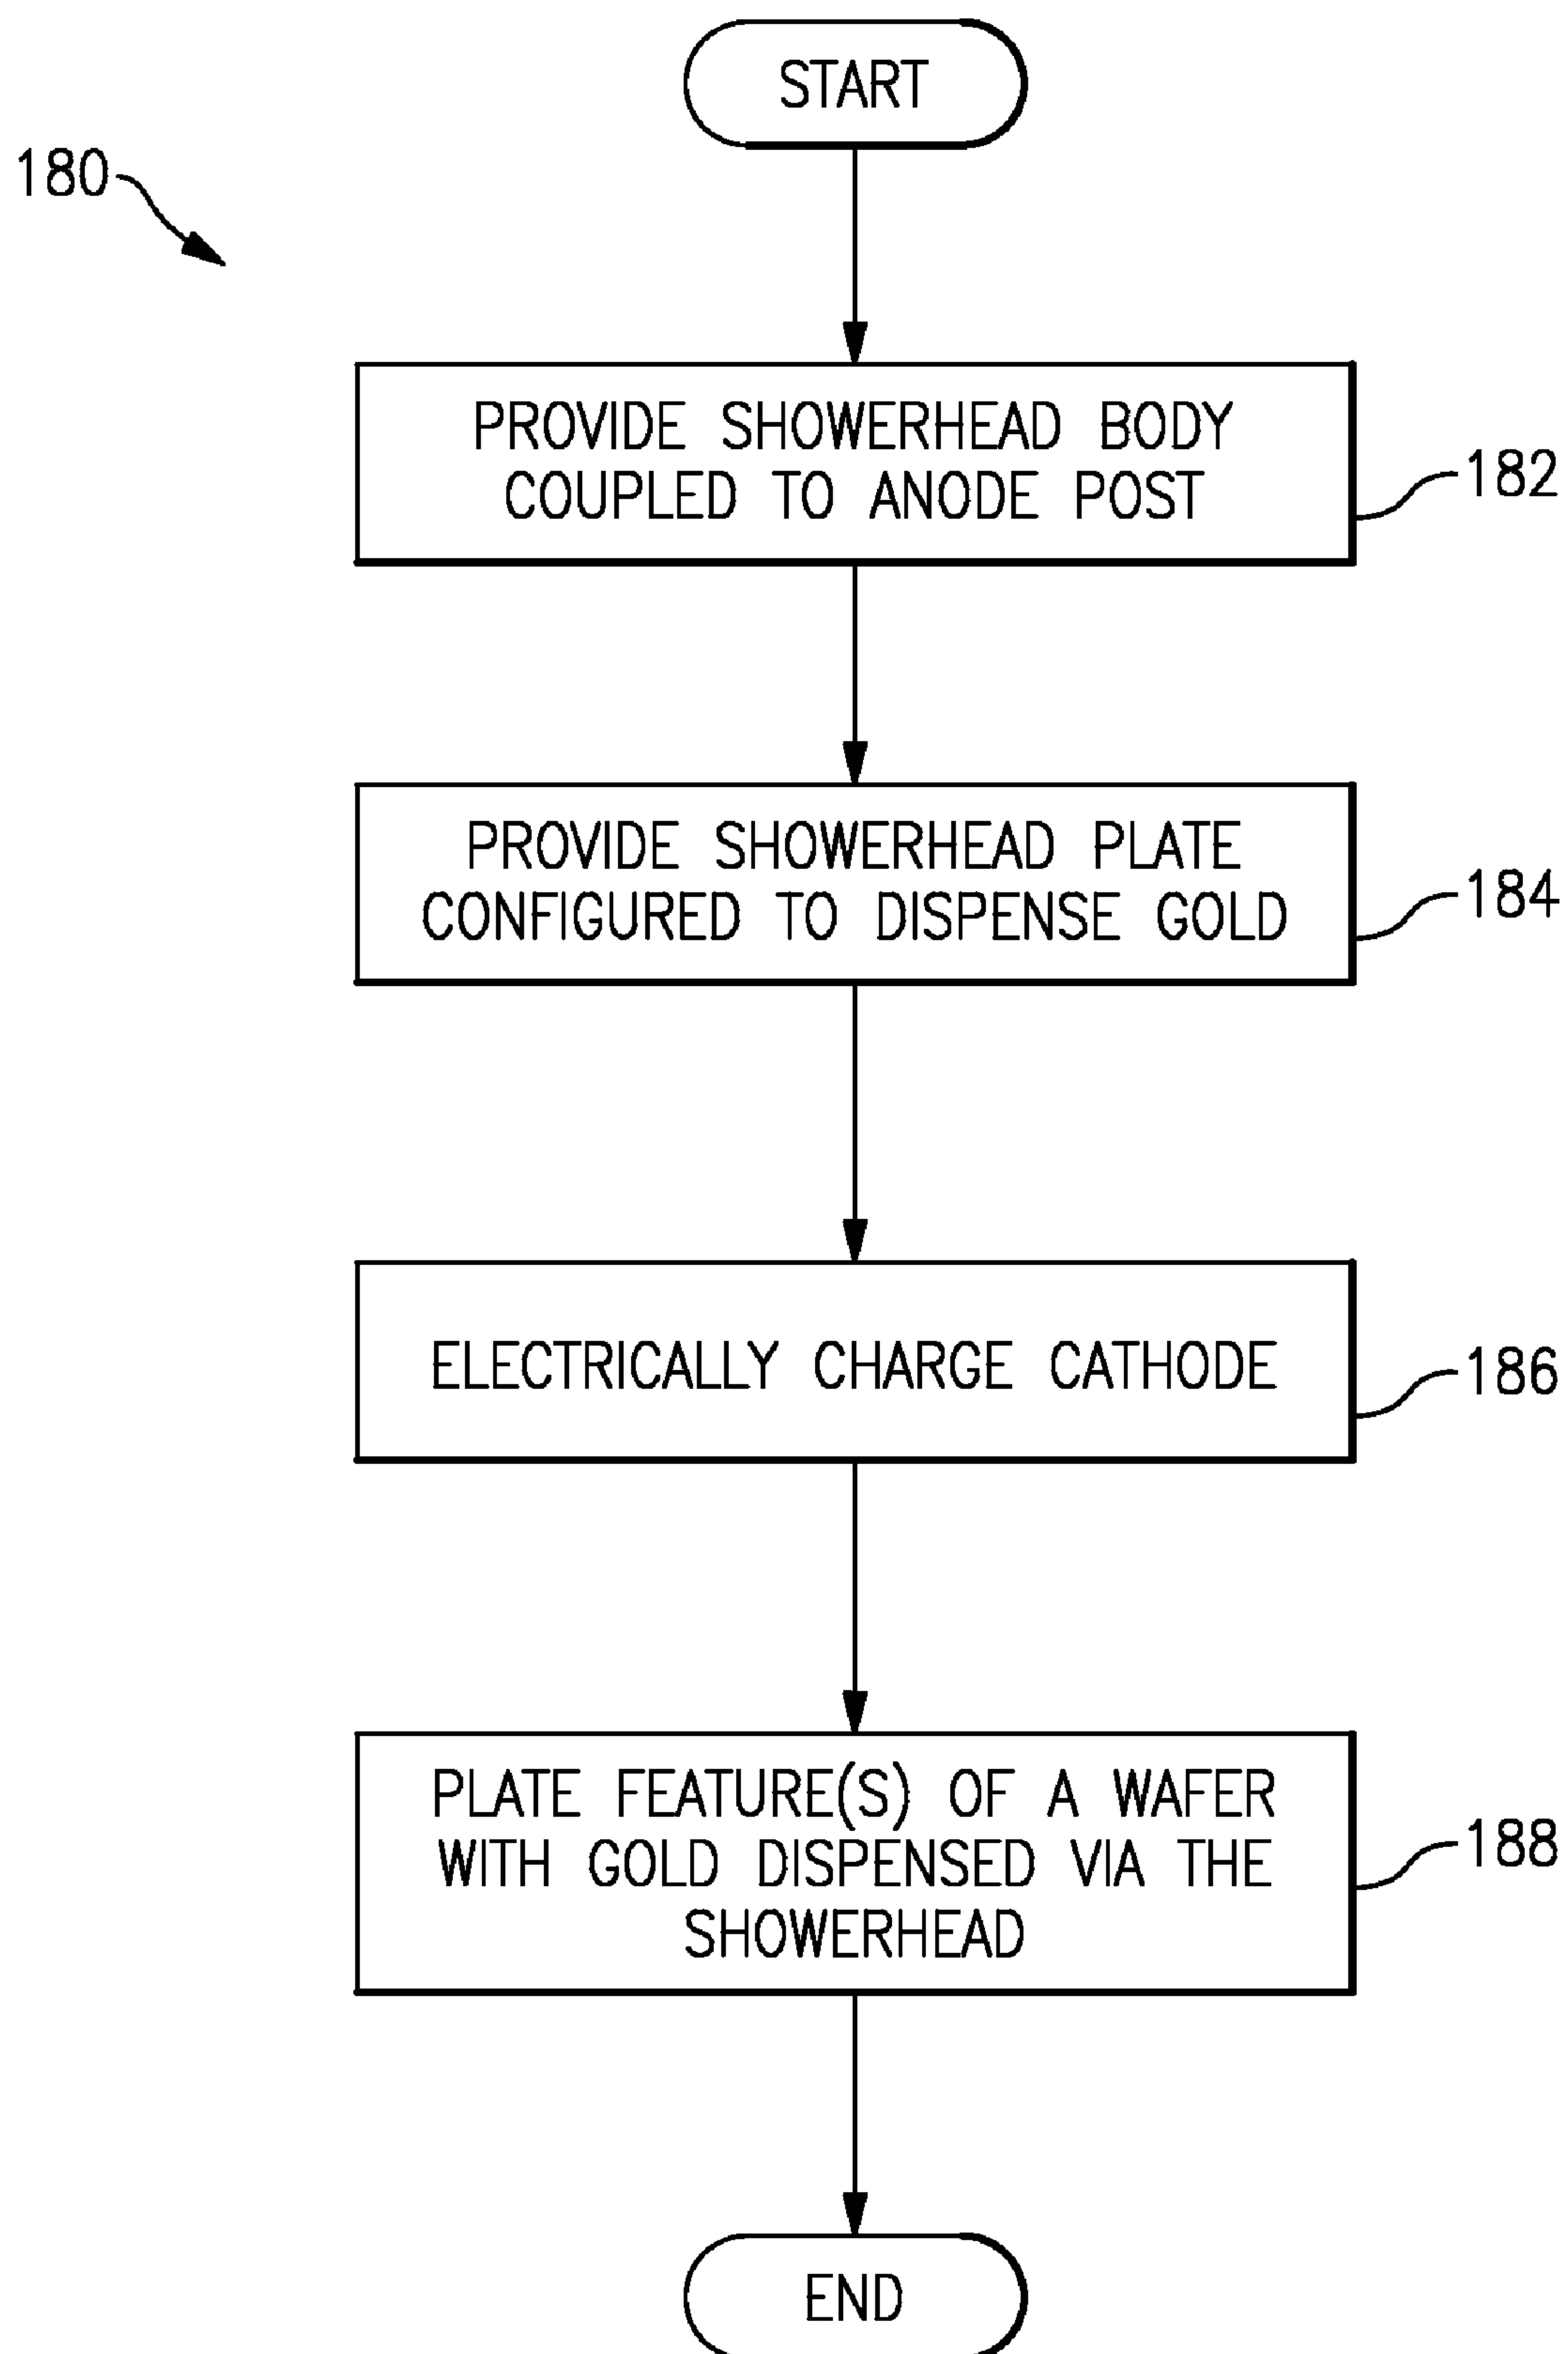 START
180
PROVIDE SHOWERHEAD BODY
COUPLED TO ANODE POST
182
PROVIDE SHOWERHEAD PLATE
CONFIGURED TO DISPENSE GOLD
184
ELECTRICALLY CHARGE CATHODE
186
PLATE FEATURE(S) OF A WAFER
WITH GOLD DISPENSED VIA THE
SHOWERHEAD
188
END